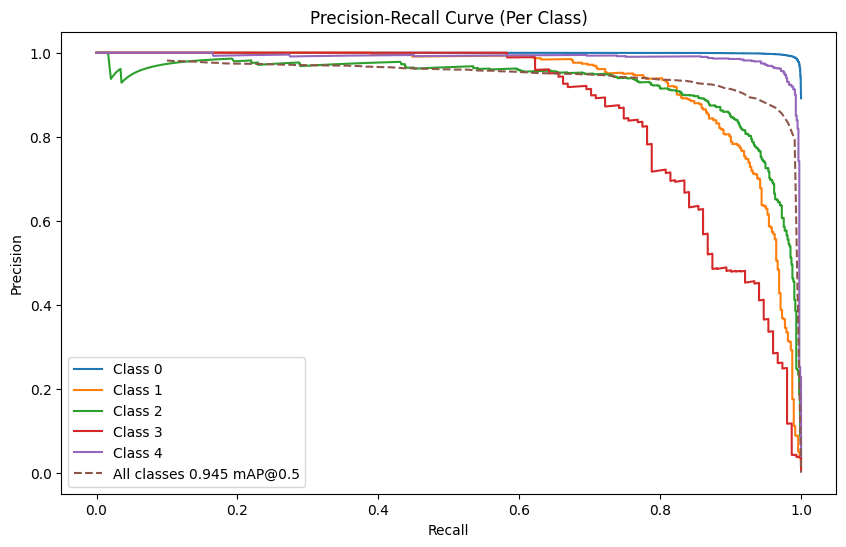 Precision-Recall Curve (Per Class)
Precision
1.0
0.8
0.6
0.4
0.2
0.0
Class 0
Class 1
Class 2
Class 3
Class 4
All classes 0.945 mAP@0.5
0.0 0.2 0.4 0.6 0.8 1.0
Recall